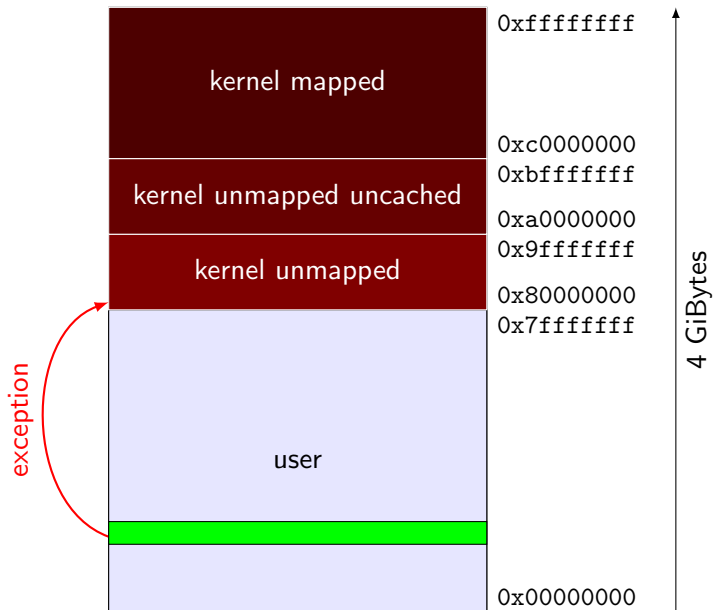 0xffffffff
kernel mapped
0xc0000000
0xbfffffff
kernel unmapped uncached
0xa0000000
0x9fffffff
kernel unmapped
0x80000000
0x7fffffff
4 GiBytes
exception
user
0x00000000